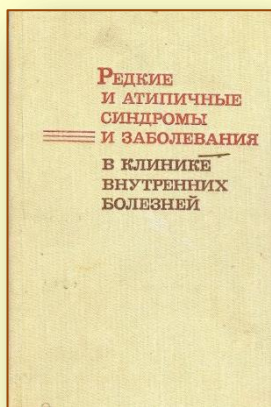 РЕДКИЕ
И АТИПИЧНЫЕ
СИНДРОМЫ
И ЗАБОЛЕВАНИЯ
В КЛИНИКЕ
ВНУТРЕННИХ
БОЛЕЗНЕЙ